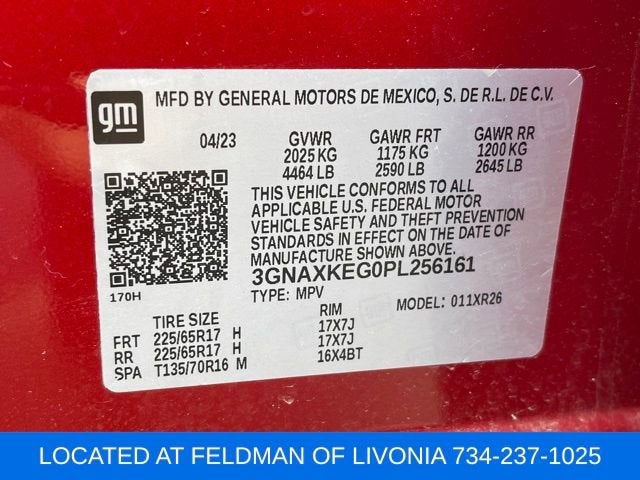 gm
MFD BY GENERAL MOTORS DE MEXICO, S. DE R.L. DE C.V.
04/23 GVWR GAWR FRT GAWR RR
2025 KG 1175 KG 1200 KG
4464 LB 2590 LB 2645 LB
THIS VEHICLE CONFORMS TO ALL
APPLICABLE U.S. FEDERAL MOTOR
VEHICLE SAFETY AND THEFT PREVENTION
STANDARDS IN EFFECT ON THE DATE OF
MANUFACTURE SHOWN ABOVE.
3GNAXKEG0PL256161
170H
TYPE: MPV MODEL: 011XR26
TIRE SIZE RIM
FRT 225/65R17 H 17X7J
RR 225/65R17 H 17X7J
SPA T135/70R16 M 16X4BT
LOCATED AT FELDMAN OF LIVONIA 734-237-1025